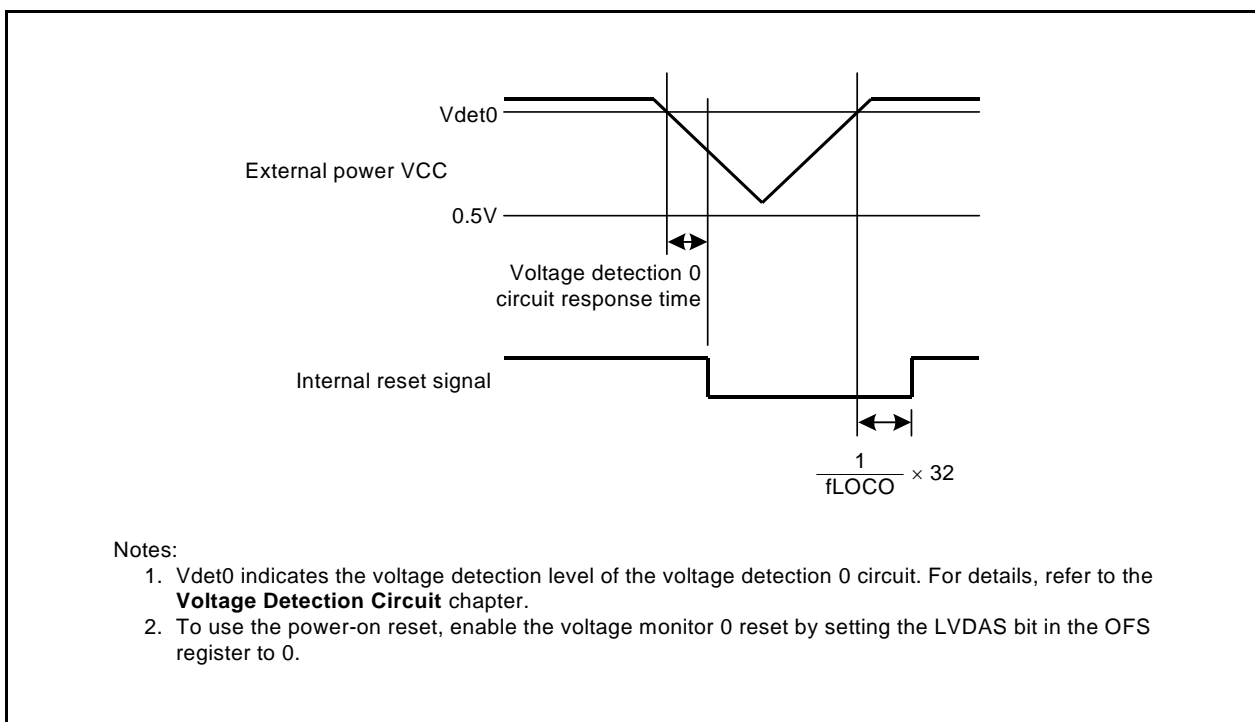 Vdet0
External power VCC
0.5V
Voltage detection 0
circuit response time
Internal reset signal
1
fLOCO
× 32
Notes:
1. Vdet0 indicates the voltage detection level of the voltage detection 0 circuit. For details, refer to the
Voltage Detection Circuit chapter.
2. To use the power-on reset, enable the voltage monitor 0 reset by setting the LVDAS bit in the OFS
register to 0.